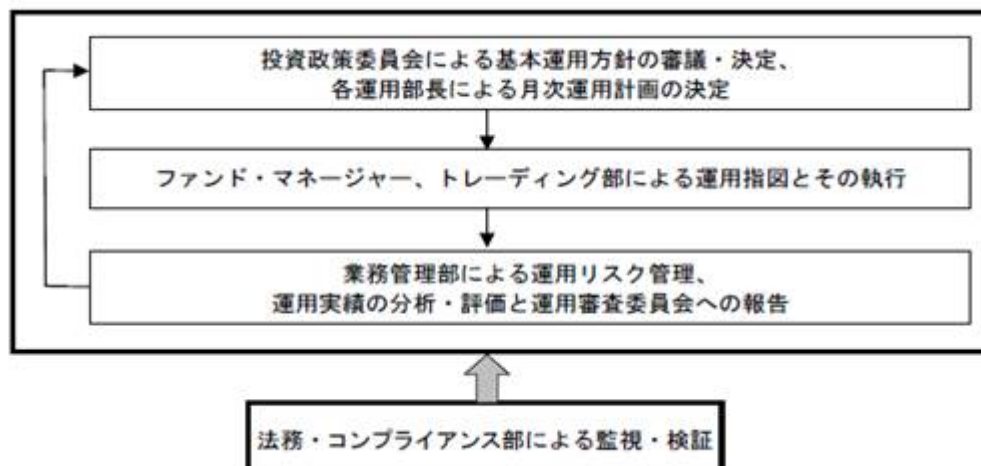 投資政策委員会による基本運用方針の審議・決定、
各運用部長による月次運用計画の決定
ファンド・マネージャー、トレーディング部による運用指図とその執行
業務管理部による運用リスク管理、
運用実績の分析・評価と運用審査委員会への報告
法務・コンプライアンス部による監視・検証